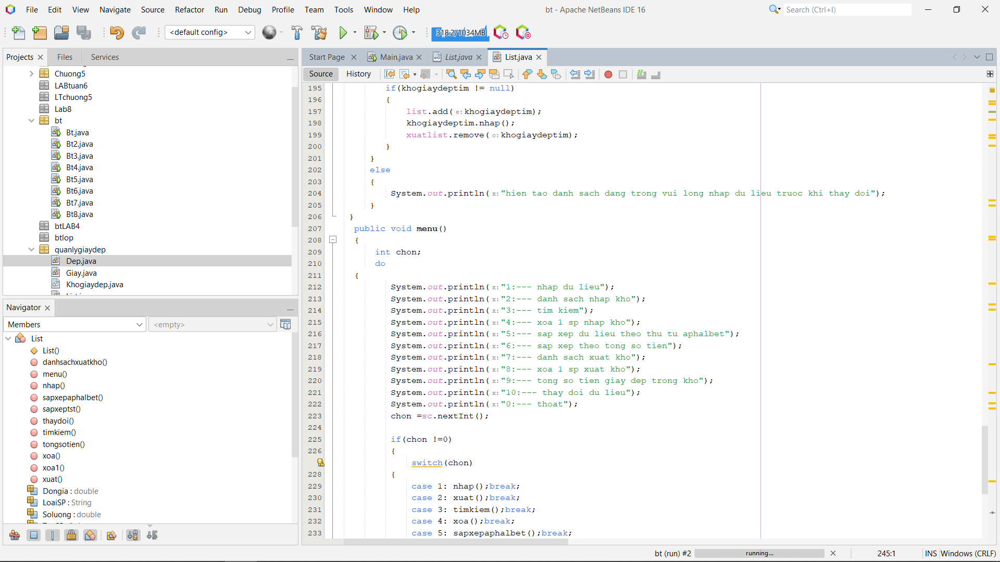 File Edit View Navigate Source Refactor Run Debug Profile Team Tools Window Help
bt - Apache NetBeans IDE 16
Search (Ctrl+I)
<default config>
318.2/1034MB
Projects Files Services
Chuong5
LABtuan6
LTchuong5
Lab8
bt
Bt.java
Bt2.java
Bt3.java
Bt4.java
Bt5.java
Bt6.java
Bt7.java
Bt8.java
btLAB4
btlop
quanlygiaydep
Dep.java
Giay.java
Khogiaydep.java
Navigator
Members
<empty>
List
List()
danhsachxuatkho()
menu()
nhap()
sapxepaphalbet()
sapxeptst()
thaydoi()
timkiem()
tongsotien()
xoa()
xoa1()
xuat()
Dongia : double
LoaiSP : String
Soluong : double
Start Page Main.java List.java List.java
Source History
195 if(khogiaydeptim != null)
196 {
197 list.add(e:khogiaydeptim);
198 khogiaydeptim.nhap();
199 xuatlist.remove(o:khogiaydeptim);
200 }
201 }
202 else
203 {
204 System.out.println(x:"hien tao danh sach dang trong vui long nhap du lieu truoc khi thay doi");
205 }
206 }
207 public void menu()
208 {
209 int chon;
210 do
211 {
212 System.out.println(x:"1:--- nhap du lieu");
213 System.out.println(x:"2:--- danh sach nhap kho");
214 System.out.println(x:"3:--- tim kiem");
215 System.out.println(x:"4:--- xoa 1 sp nhap kho");
216 System.out.println(x:"5:--- sap xep du lieu theo thu tu aphalbet");
217 System.out.println(x:"6:--- sap xep theo tong so tien");
218 System.out.println(x:"7:--- danh sach xuat kho");
219 System.out.println(x:"8:--- xoa 1 sp xuat kho");
220 System.out.println(x:"9:--- tong so tien giay dep trong kho");
221 System.out.println(x:"10:--- thay doi du lieu");
222 System.out.println(x:"0:--- thoat");
223 chon =sc.nextInt();
224
225 if(chon !=0)
226 {
switch(chon)
228 {
229 case 1: nhap();break;
230 case 2: xuat();break;
231 case 3: timkiem();break;
232 case 4: xoa();break;
233 case 5: sapxepaphalbet();break;
bt (run) #2 running... 245:1 INS Windows (CRLF)